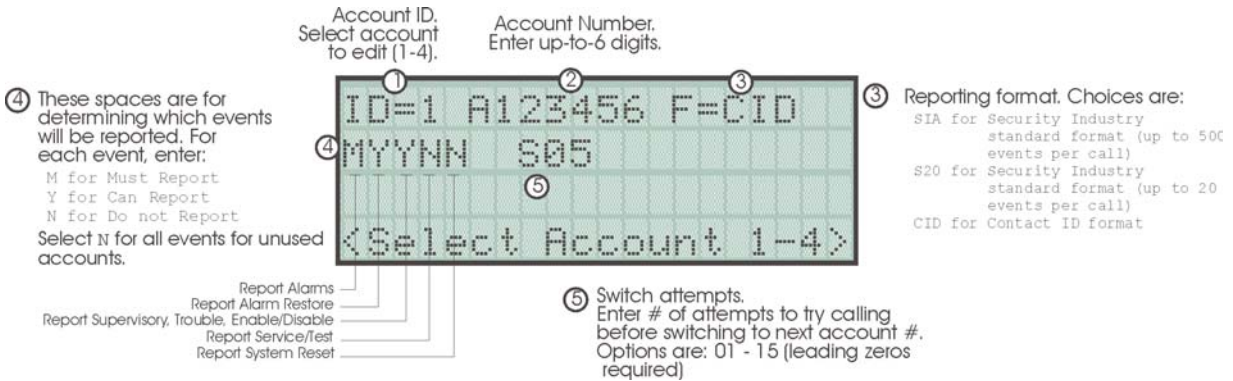 Account ID.
Select account
to edit (1-4).
Account Number.
Enter up-to-6 digits.
1
2
3
ID=1 A123456 F=CID
4
MYYNN S05
5
<Select Account 1-4>
4 These spaces are for
determining which events
will be reported. For
each event, enter:
M for Must Report
Y for Can Report
N for Do not Report
Select N for all events for unused
accounts.
Report Alarms
Report Alarm Restore
Report Supervisory, Trouble, Enable/Disable
Report Service/Test
Report System Reset
3 Reporting format. Choices are:
SIA for Security Industry
standard format (up to 500
events per call)
S20 for Security Industry
standard format (up to 20
events per call)
CID for Contact ID format
5 Switch attempts.
Enter # of attempts to try calling
before switching to next account #.
Options are: 01 - 15 (leading zeros
required)